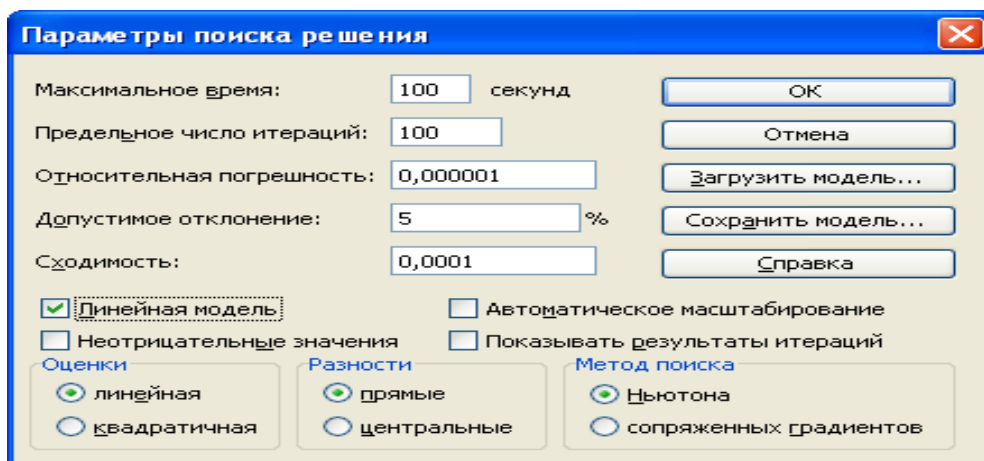 Параметры поиска решения
Максимальное время: 100 секунд OK
Предельное число итераций: 100 Отмена
Относительная погрешность: 0,000001 Загрузить модель...
Допустимое отклонение: 5 % Сохранить модель...
Сходимость: 0,0001 Справка
Линейная модель Автоматическое масштабирование
Неотрицательные значения Показывать результаты итераций
Оценки Разности Метод поиска
линейная прямые Ньютона
квадратичная центральные сопряженных градиентов